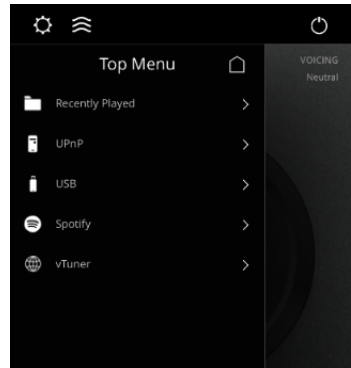 Top Menu
VOICING
Neutral
Recently Played
UPnP
USB
Spotify
vTuner